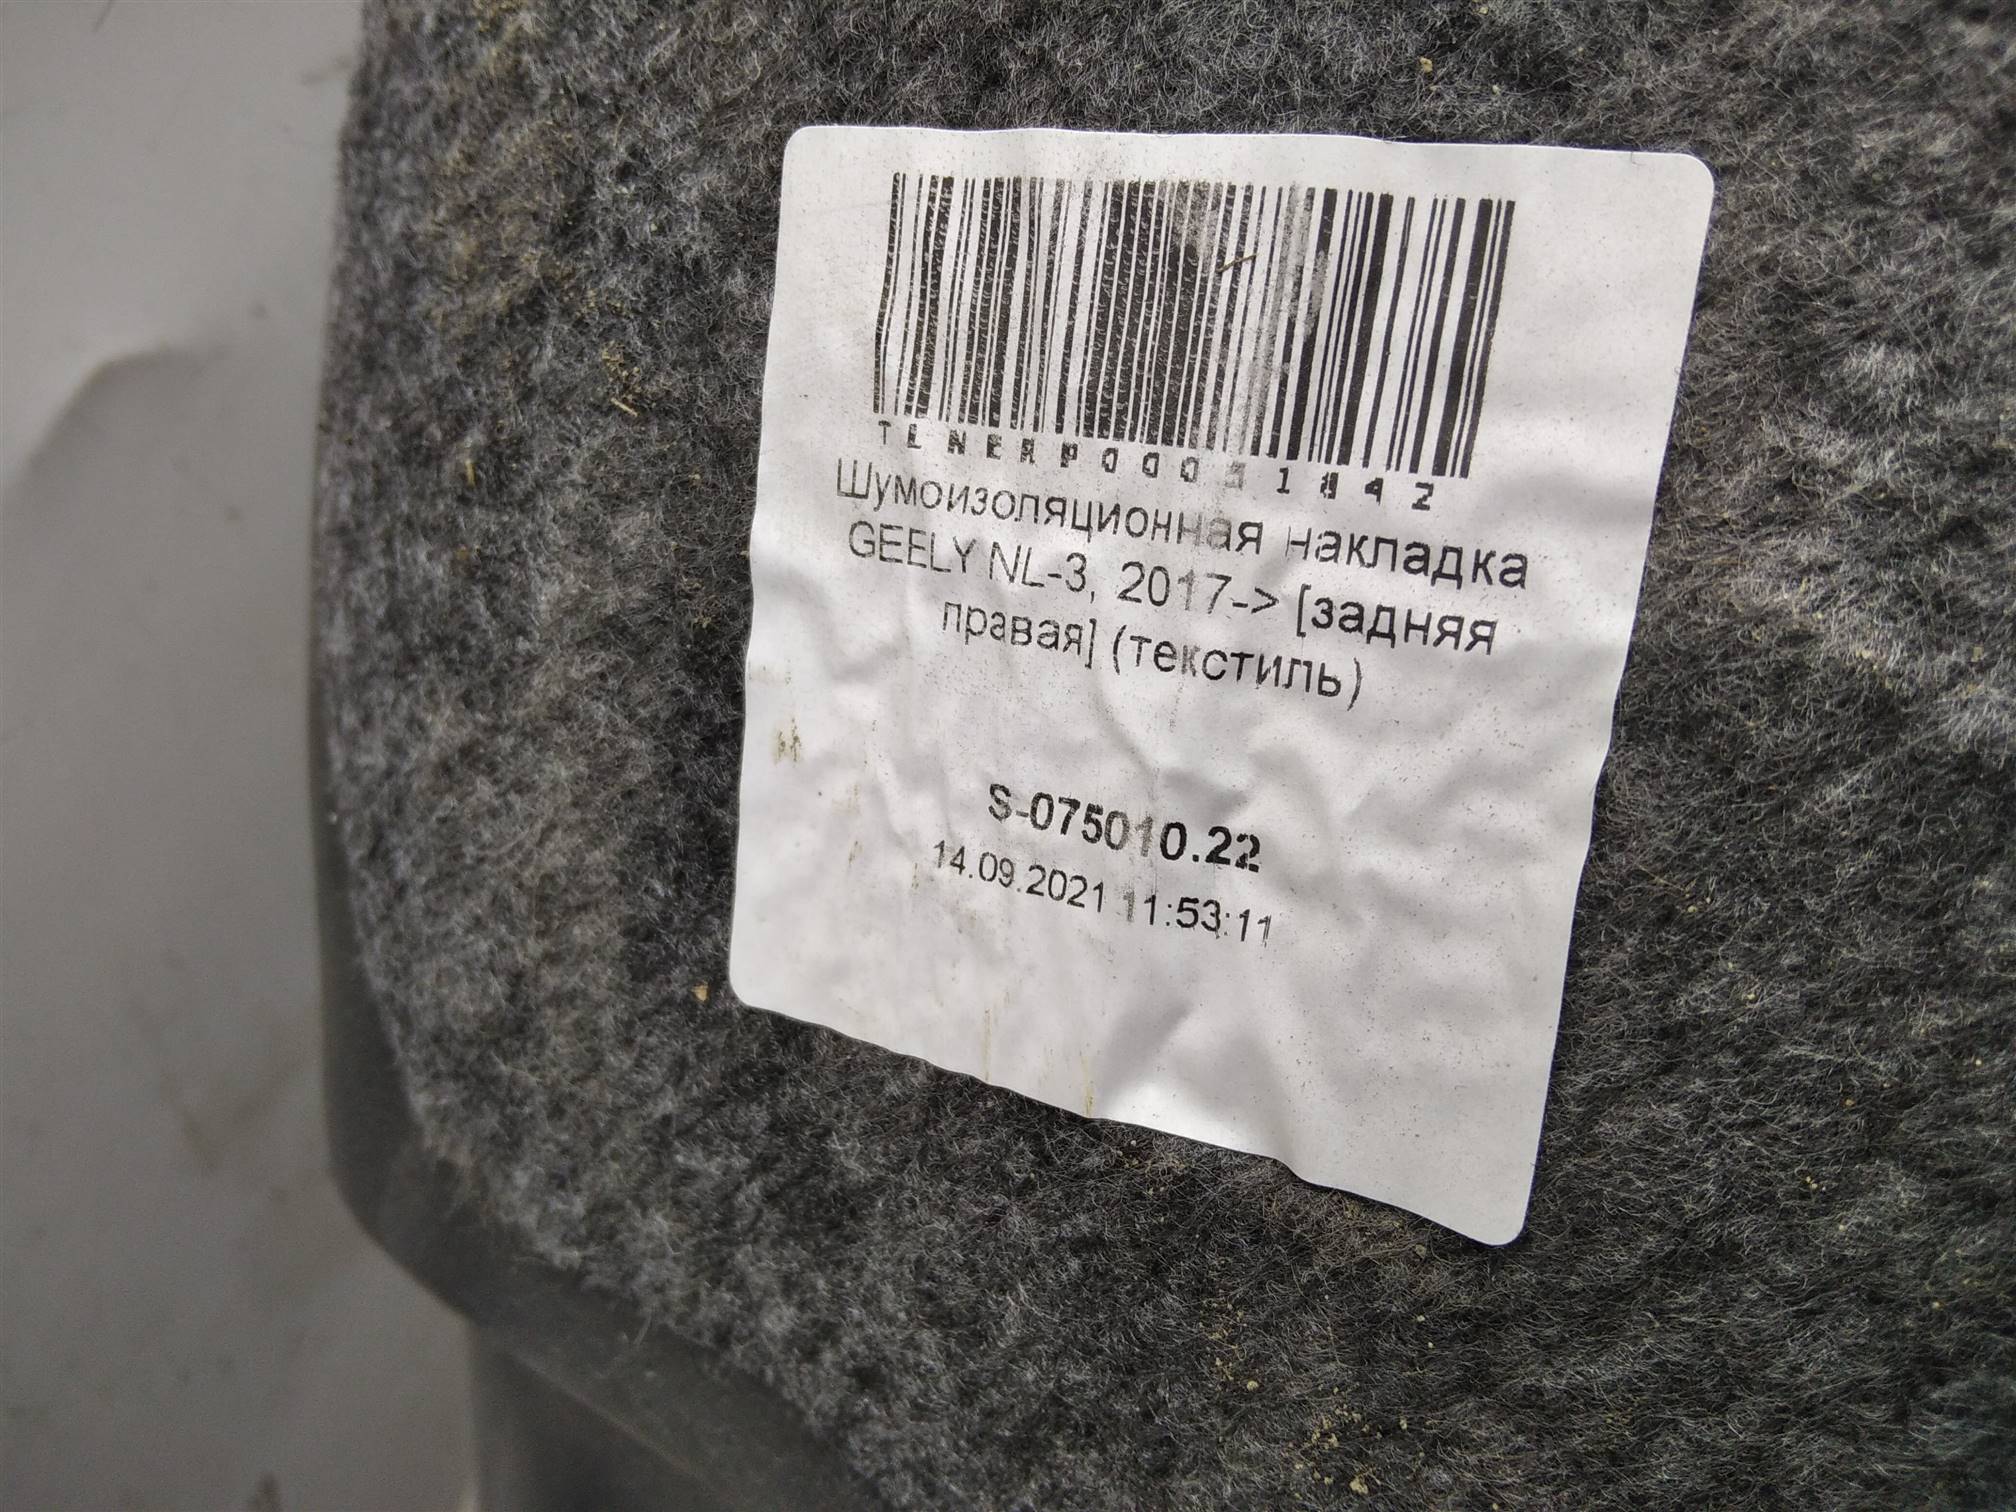 TLNERP00031842
Шумоизоляционная накладка
GEELY NL-3, 2017-> [задняя
правая] (текстиль)
S-075010.22
14.09.2021 11:53:11